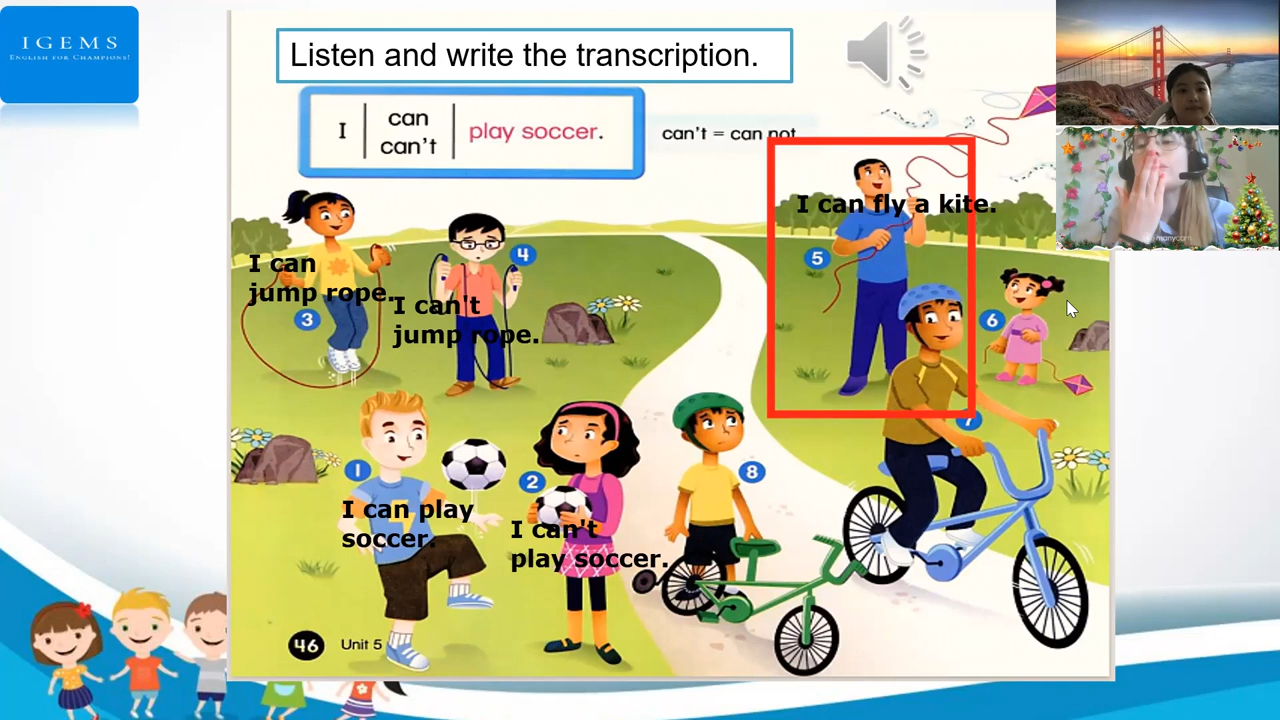 IGEMS
ENGLISH FOR CHAMPIONS!
Listen and write the transcription.
I
can
can't
play soccer.
can't = can not
I can fly a kite.
5
4
I can
jump rope.
3
I can't
jump rope.
6
7
1
2
8
I can play
soccer.
I can't
play soccer.
46 Unit 5
manycam